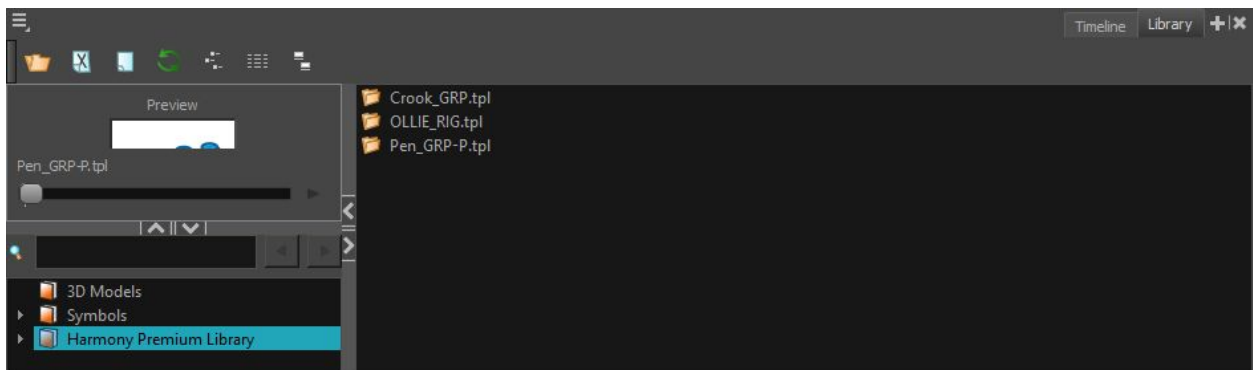 Timeline Library
Preview
Pen_GRP-P.tpl
3D Models
Symbols
Harmony Premium Library
Crook_GRP.tpl
OLLIE_RIG.tpl
Pen_GRP-P.tpl